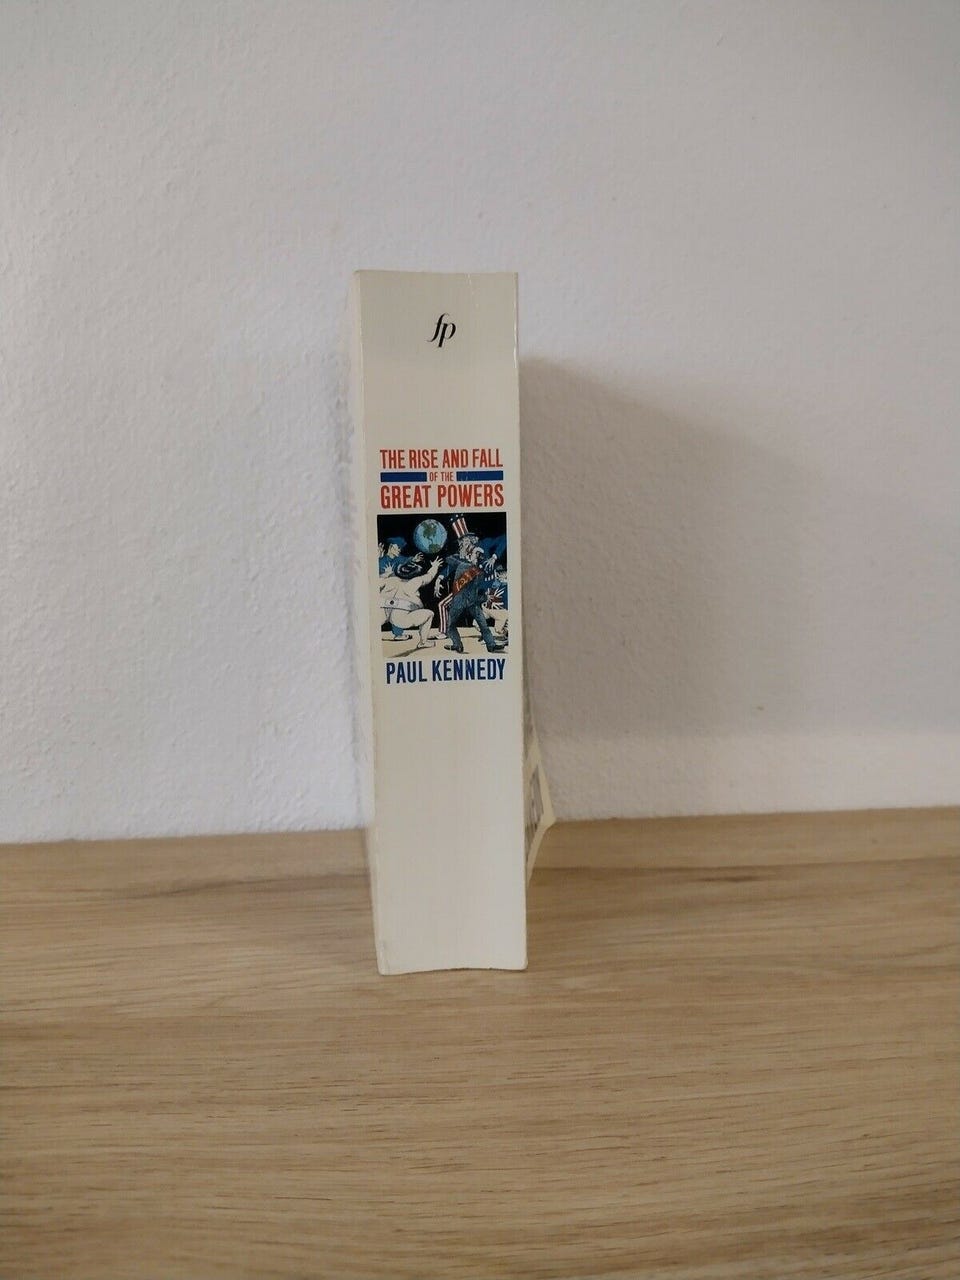 fp
THE RISE AND FALL
OF THE
GREAT POWERS
PAUL KENNEDY